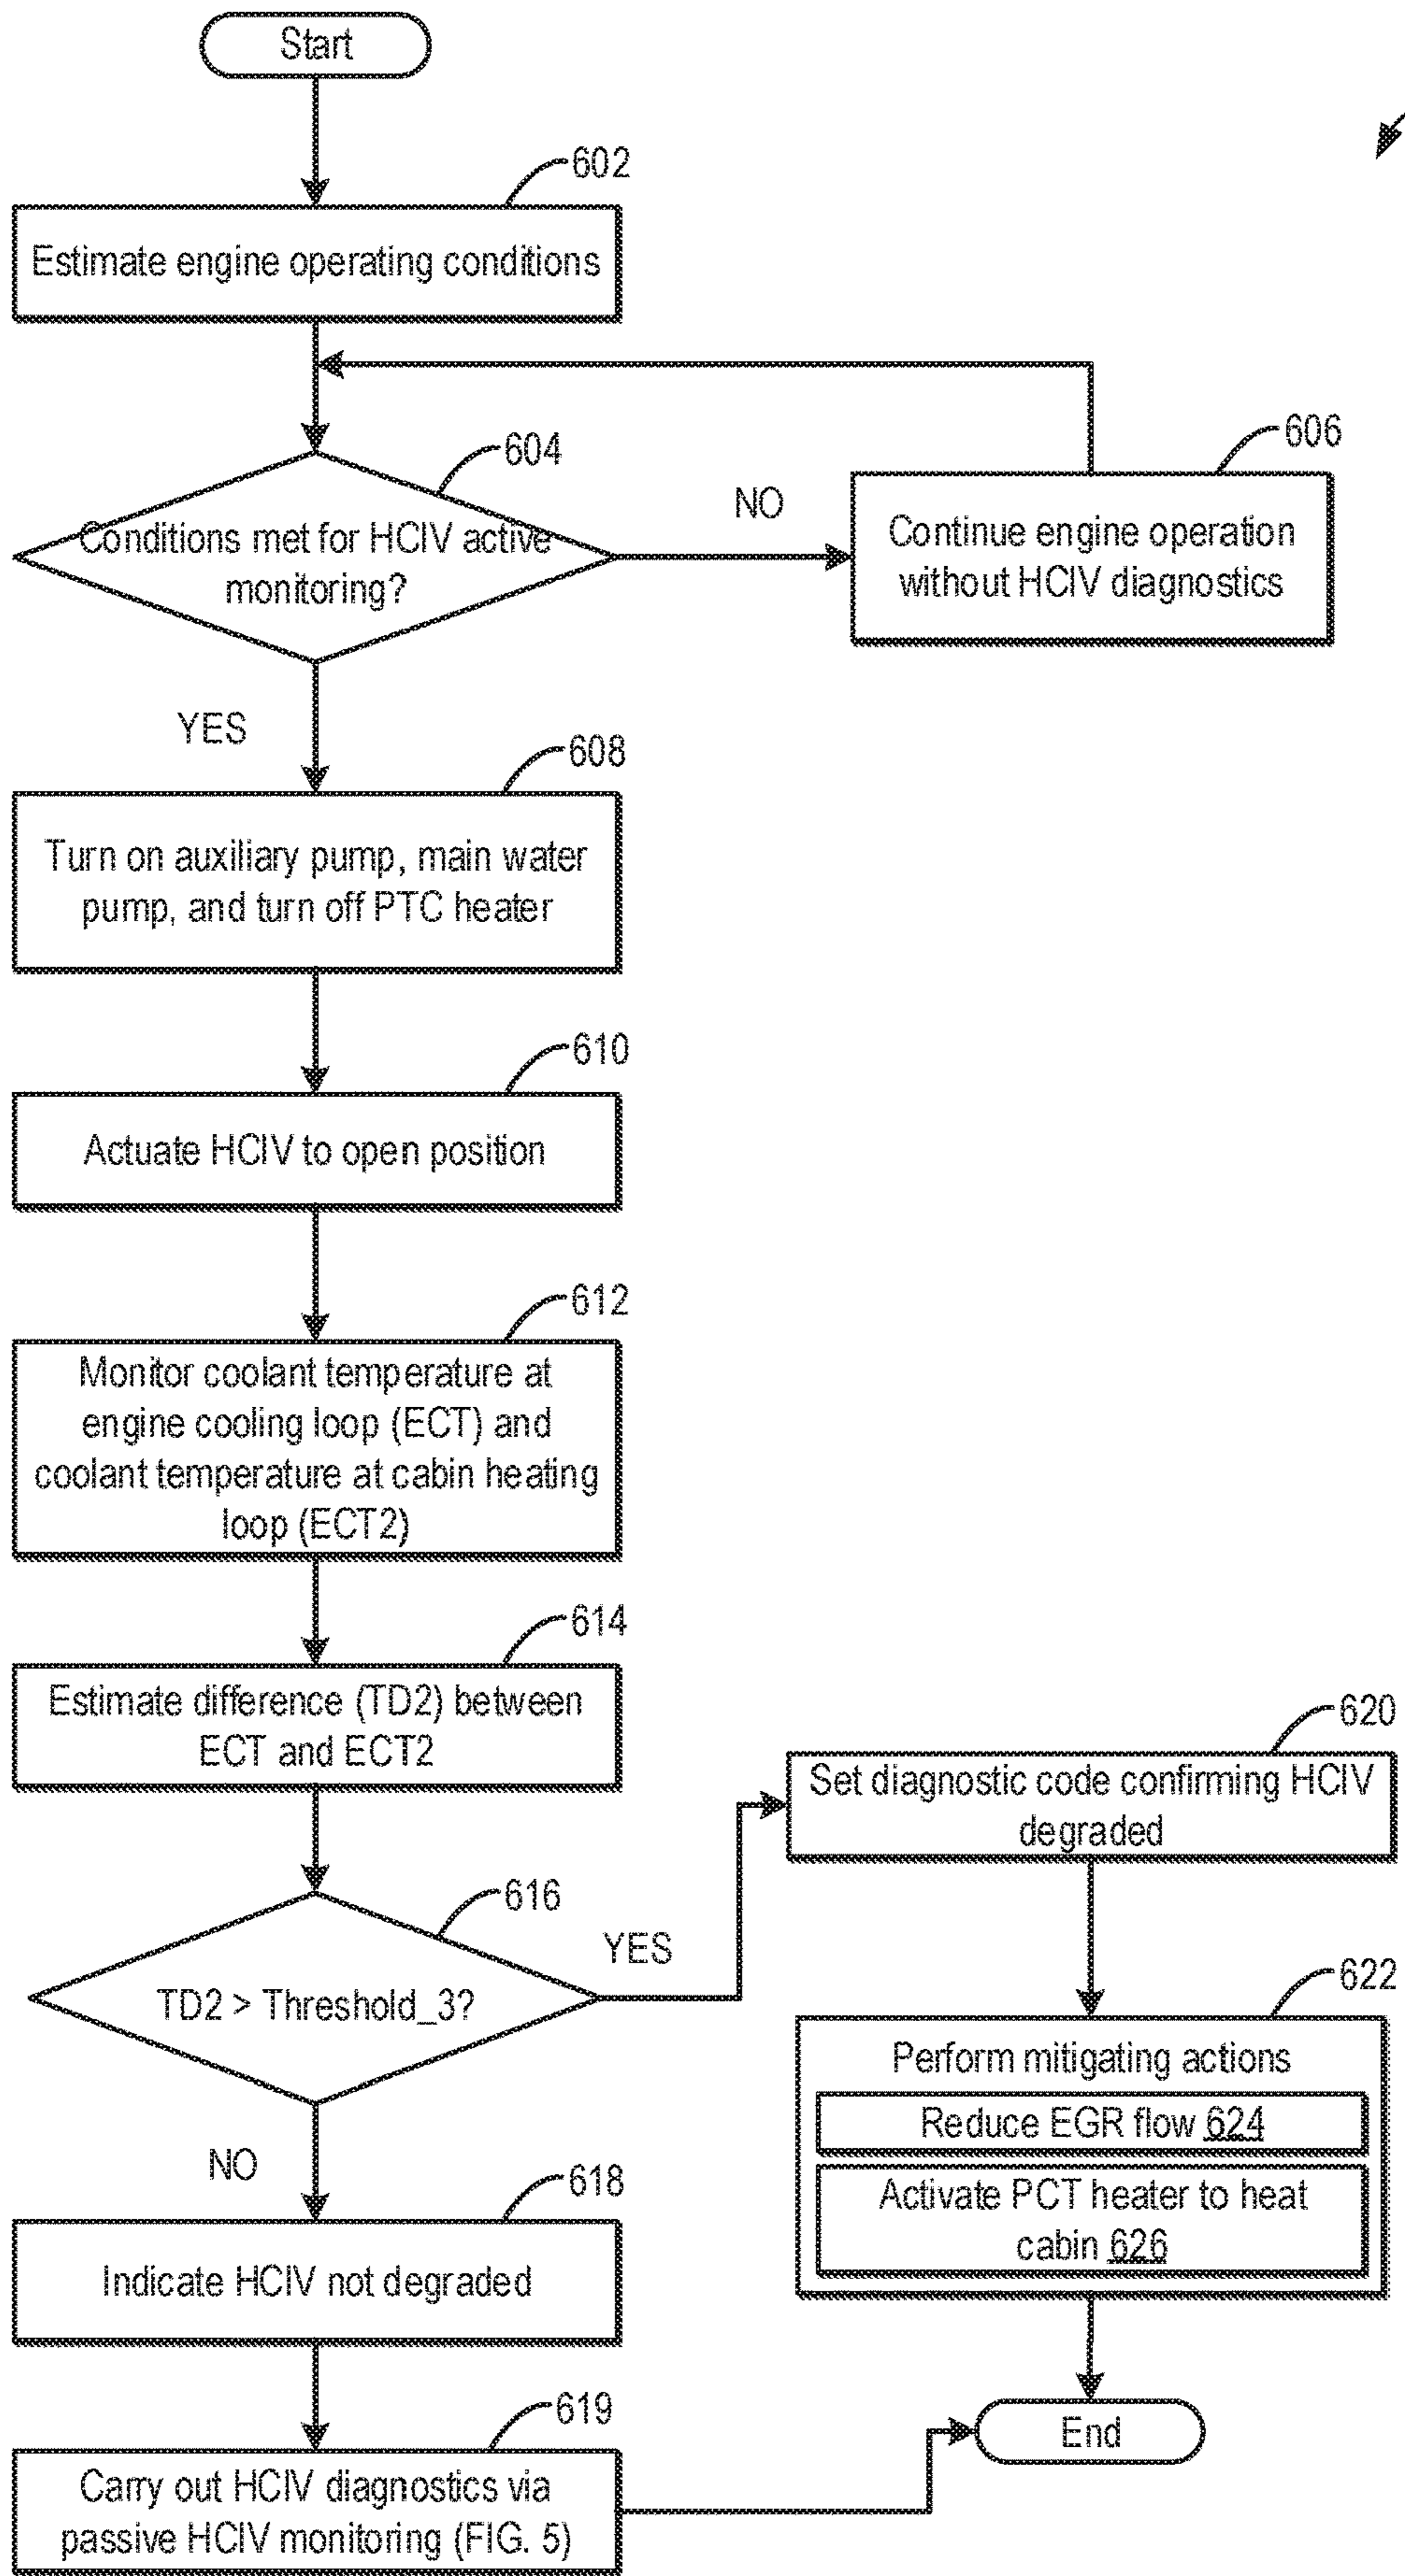 Start
602
Estimate engine operating conditions
604
Conditions met for HCIV active
monitoring?
NO
606
Continue engine operation
without HCIV diagnostics
YES
608
Turn on auxiliary pump, main water
pump, and turn off PTC heater
610
Actuate HCIV to open position
612
Monitor coolant temperature at
engine cooling loop (ECT) and
coolant temperature at cabin heating
loop (ECT2)
614
Estimate difference (TD2) between
ECT and ECT2
616
TD2 > Threshold_3?
YES
620
Set diagnostic code confirming HCIV
degraded
622
Perform mitigating actions
Reduce EGR flow 624
Activate PCT heater to heat
cabin 626
NO
618
Indicate HCIV not degraded
619
Carry out HCIV diagnostics via
passive HCIV monitoring (FIG. 5)
End